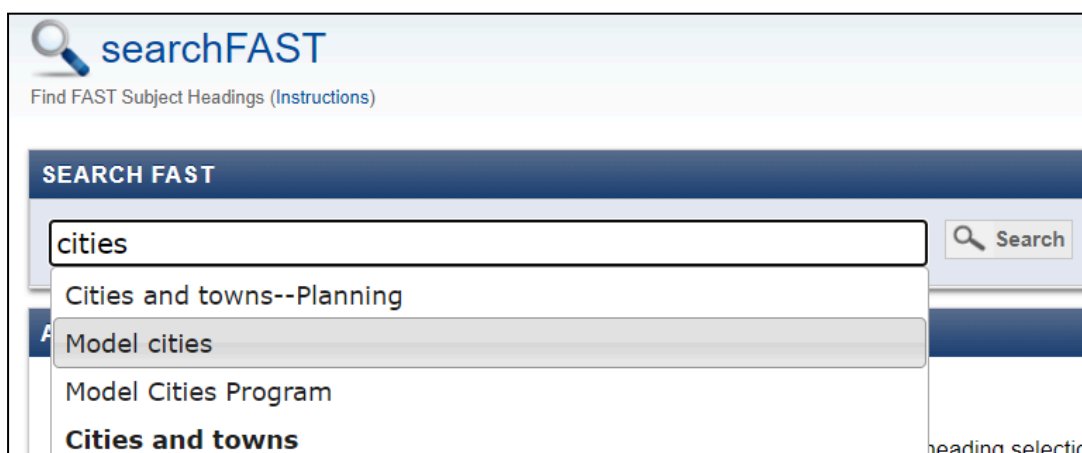 searchFAST
Find FAST Subject Headings (Instructions)
SEARCH FAST
cities
Search
Cities and towns--Planning
Model cities
Model Cities Program
Cities and towns
heading selectio